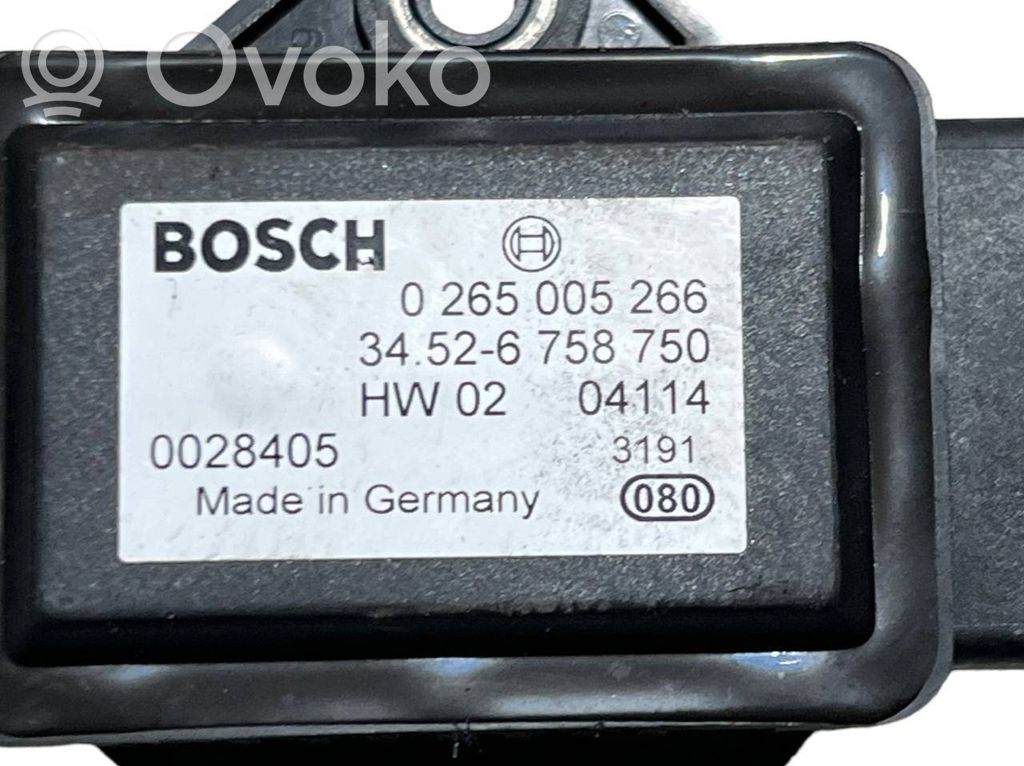 Ovoko
BOSCH
0 265 005 266
34.52-6 758 750
HW 02 04114
0028405 3191
Made in Germany 080